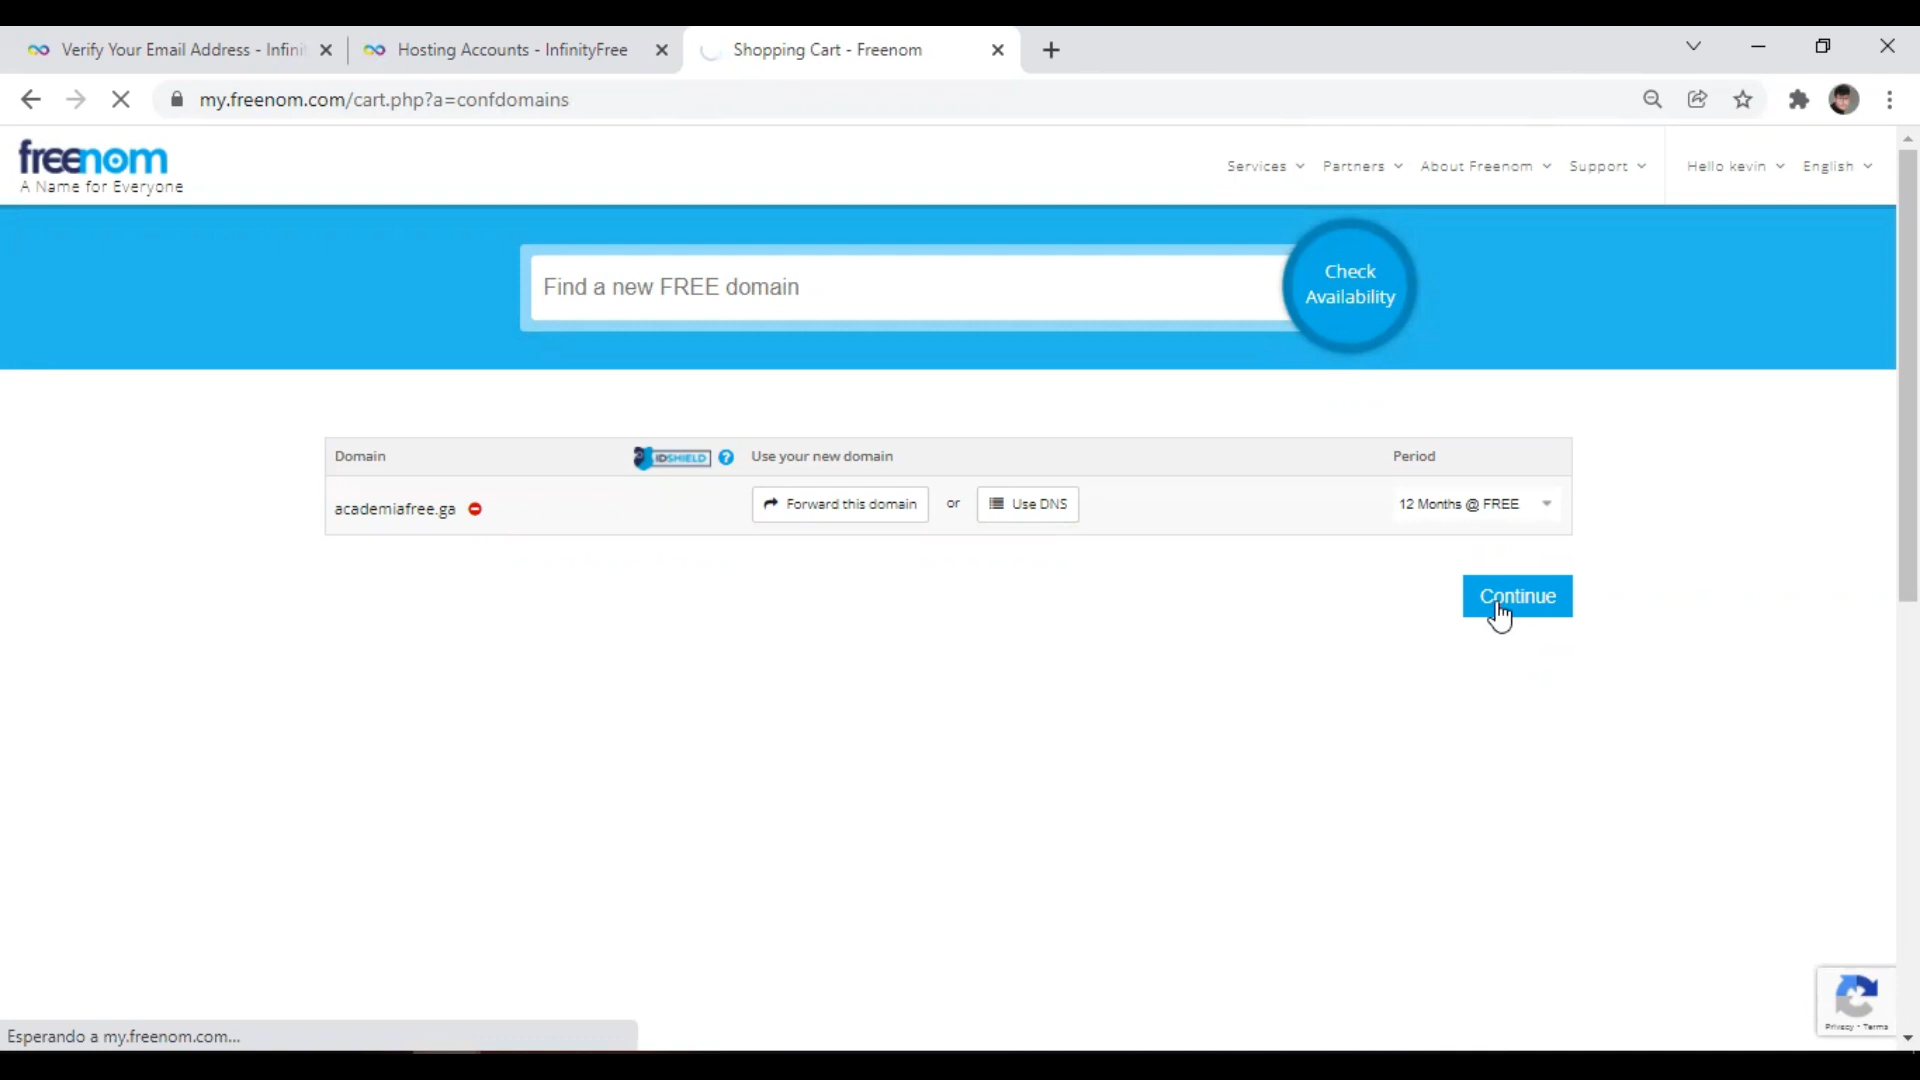 Verify Your Email Address - Infini
Hosting Accounts - InfinityFree
Shopping Cart - Freenom
my.freenom.com/cart.php?a=confdomains
freenom
A Name for Everyone
Services
Partners
About Freenom
Support
Hello kevin
English
Find a new FREE domain
Check
Availability
Domain
IDSHIELD
?
Use your new domain
Period
academiafree.ga
Forward this domain
or
Use DNS
12 Months @ FREE
Continue
Privacy - Terms
Esperando a my.freenom.com...